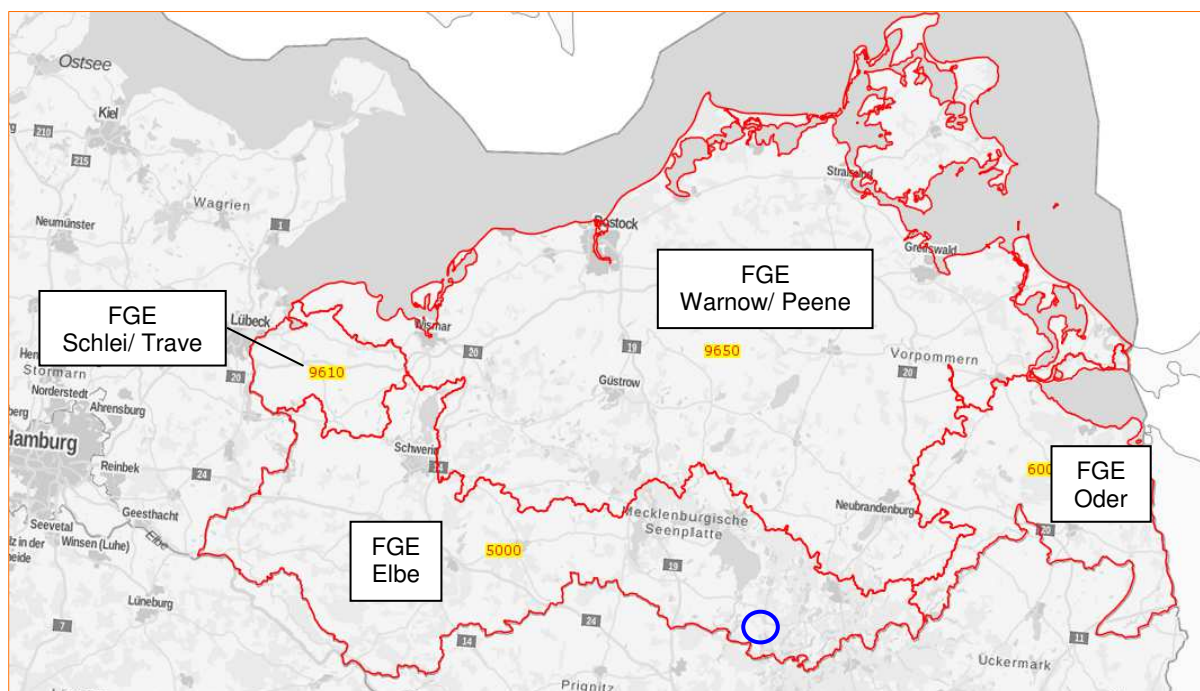 Ostsee
Kiel
210
215
Wagrien
Neumünster
1
Stralsund
Rostock
Greifswald
FGE
Warnow/ Peene
FGE
Schlei/ Trave
Lübeck
Wismar
20
19
9650
Vorpommern
20
9610
20
Stormarn
Güstrow
Norderstedt
Ahrensburg
Hamburg
Schwerin
14
Reinbek
24
600
FGE
Oder
Geesthacht
Neubrandenburg
Mecklenburgische
Seenplatte
Seevetal
Winsen (Luhe)
Elbe
20
FGE
Elbe
5000
19
Lüneburg
7
24
14
11
Uckermark
Prignitz